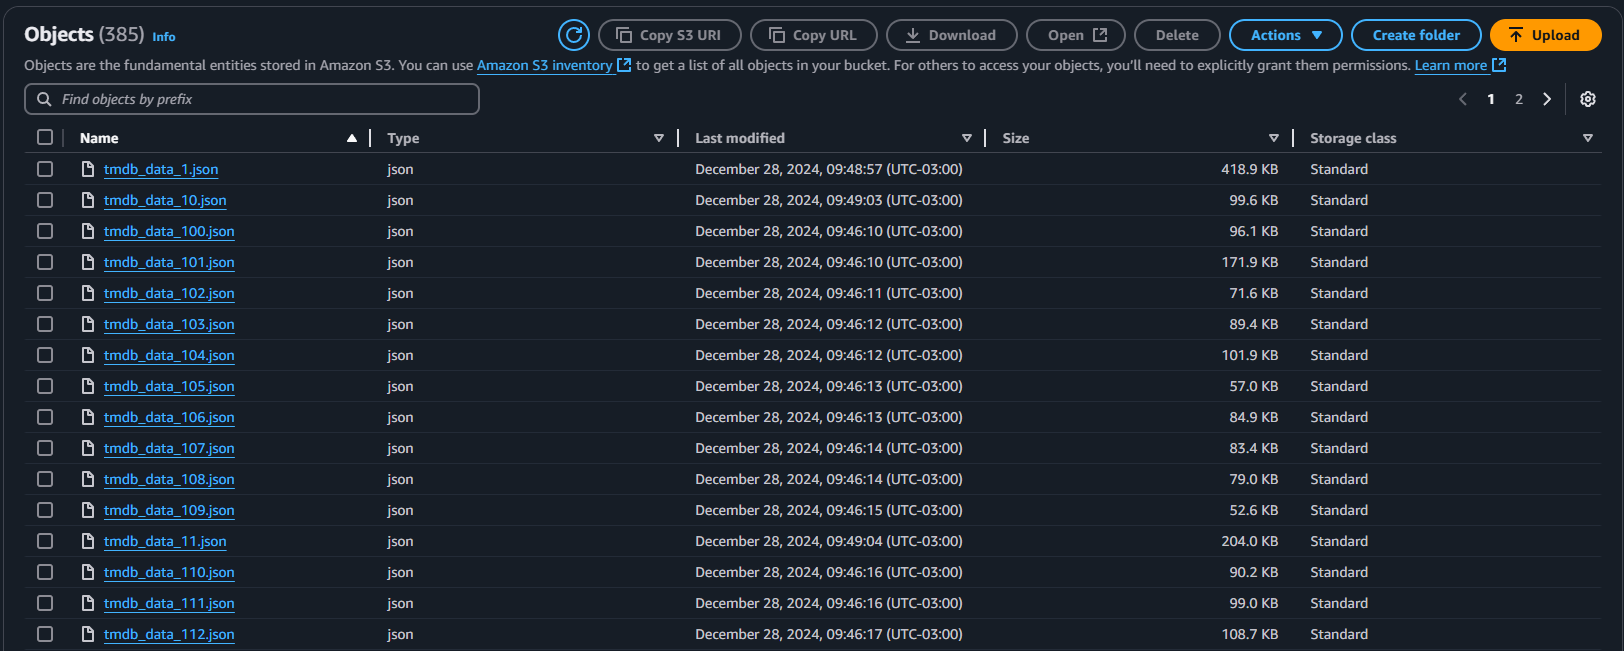 Objects (385) Info Copy S3 URI Copy URL Download Open Delete Actions Create folder Upload
Objects are the fundamental entities stored in Amazon S3. You can use Amazon S3 inventory to get a list of all objects in your bucket. For others to access your objects, you'll need to explicitly grant them permissions. Learn more
Find objects by prefix 1 2
Name Type Last modified Size Storage class
tmdb_data_1.json json December 28, 2024, 09:48:57 (UTC-03:00) 418.9 KB Standard
tmdb_data_10.json json December 28, 2024, 09:49:03 (UTC-03:00) 99.6 KB Standard
tmdb_data_100.json json December 28, 2024, 09:46:10 (UTC-03:00) 96.1 KB Standard
tmdb_data_101.json json December 28, 2024, 09:46:10 (UTC-03:00) 171.9 KB Standard
tmdb_data_102.json json December 28, 2024, 09:46:11 (UTC-03:00) 71.6 KB Standard
tmdb_data_103.json json December 28, 2024, 09:46:12 (UTC-03:00) 89.4 KB Standard
tmdb_data_104.json json December 28, 2024, 09:46:12 (UTC-03:00) 101.9 KB Standard
tmdb_data_105.json json December 28, 2024, 09:46:13 (UTC-03:00) 57.0 KB Standard
tmdb_data_106.json json December 28, 2024, 09:46:13 (UTC-03:00) 84.9 KB Standard
tmdb_data_107.json json December 28, 2024, 09:46:14 (UTC-03:00) 83.4 KB Standard
tmdb_data_108.json json December 28, 2024, 09:46:14 (UTC-03:00) 79.0 KB Standard
tmdb_data_109.json json December 28, 2024, 09:46:15 (UTC-03:00) 52.6 KB Standard
tmdb_data_11.json json December 28, 2024, 09:49:04 (UTC-03:00) 204.0 KB Standard
tmdb_data_110.json json December 28, 2024, 09:46:16 (UTC-03:00) 90.2 KB Standard
tmdb_data_111.json json December 28, 2024, 09:46:16 (UTC-03:00) 99.0 KB Standard
tmdb_data_112.json json December 28, 2024, 09:46:17 (UTC-03:00) 108.7 KB Standard